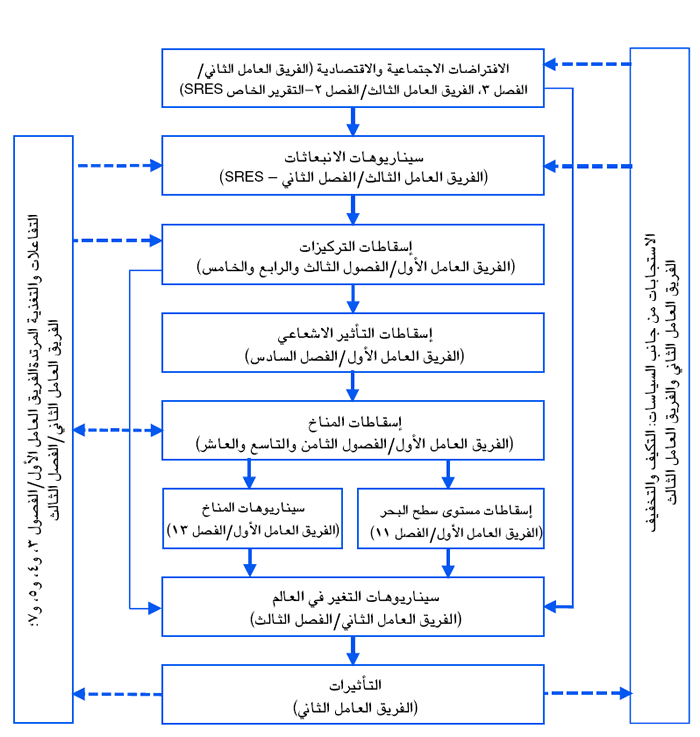 الافتراضات الاجتماعية والاقتصادية (الفريق العامل الثاني/
الفصل ٣، الفريق العامل الثالث/الفصل ٢–التقرير الخاص SRES)
سيناريوهات الانبعاثات
(الفريق العامل الثالث/الفصل الثاني – SRES)
إسقاطات التركيزات
(الفريق العامل الأول/الفصول الثالث والرابع والخامس)
إسقاطات التأثير الاشعاعي
(الفريق العامل الأول/الفصل السادس)
إسقاطات المناخ
(الفريق العامل الأول/الفصول الثامن والتاسع والعاشر)
إسقاطات مستوى سطح البحر
(الفريق العامل الأول/الفصل ١١)
سيناريوهات المناخ
(الفريق العامل الأول/الفصل ١٣)
سيناريوهات التغير في العالم
(الفريق العامل الثاني/الفصل الثالث)
التأثيرات
(الفريق العامل الثاني)
الاستجابات من جانب السياسات: التكيف والتخفيف
الفريق العامل الثاني والفريق العامل الثالث
التفاعلات والتغذية المرتدةالفريق العامل الأول/الفصول ٣، و٤، و٥، و٧:
الفريق العامل الثاني/الفصل الثالث